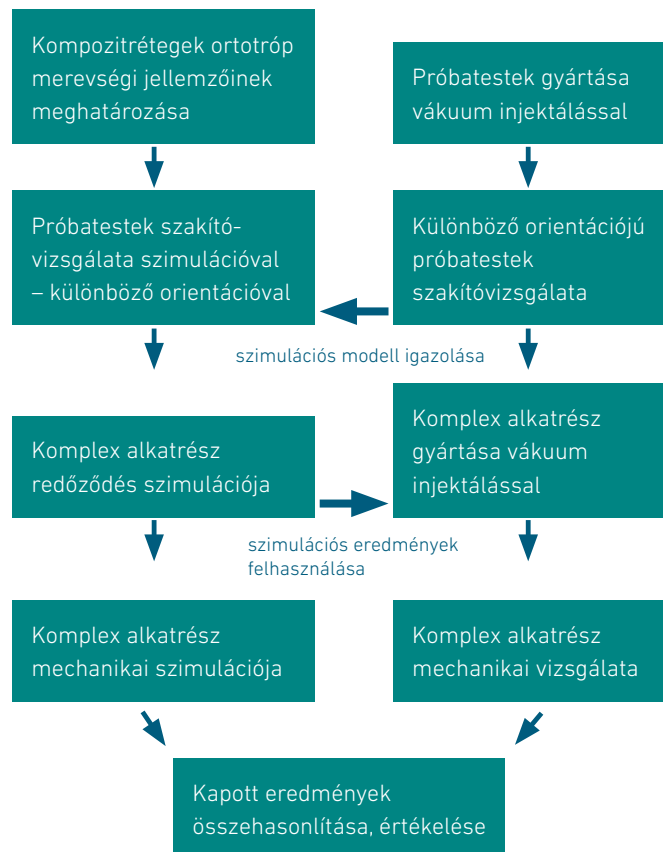 Kompozitrétegek ortotróp
merevségi jellemzőinek
meghatározása
Próbatestek gyártása
vákuum injektálással
Próbatestek szakító-
vizsgálata szimulációval
– különböző orientációval
Különböző orientációjú
próbatestek
szakítóvizsgálata
szimulációs modell igazolása
Komplex alkatrész
redőződés szimulációja
Komplex alkatrész
gyártása vákuum
injektálással
szimulációs eredmények
felhasználása
Komplex alkatrész
mechanikai szimulációja
Komplex alkatrész
mechanikai vizsgálata
Kapott eredmények
összehasonlítása, értékelése